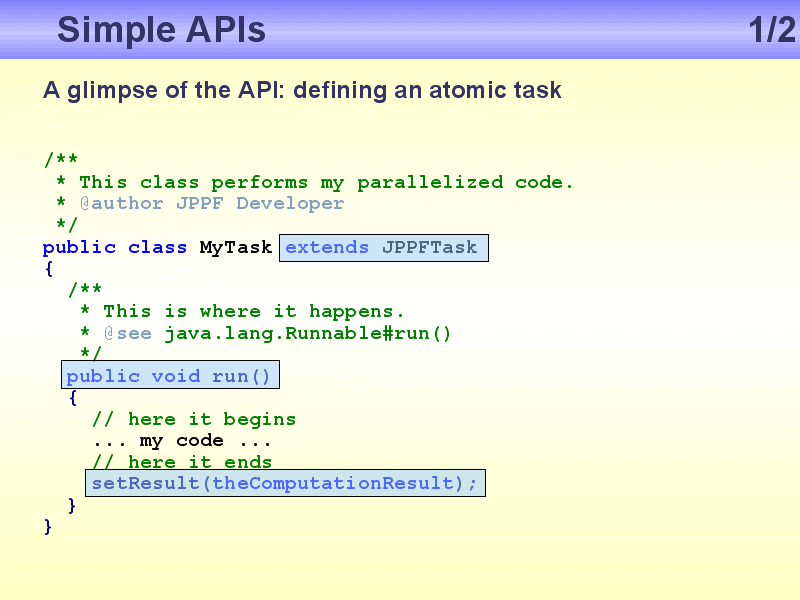 Simple APIs 1/2
A glimpse of the API: defining an atomic task
/**
 * This class performs my parallelized code.
 * @author JPPF Developer
 */
public class MyTask extends JPPFTask
{
  /**
   * This is where it happens.
   * @see java.lang.Runnable#run()
   */
  public void run()
  {
    // here it begins
    ... my code ...
    // here it ends
    setResult(theComputationResult);
  }
}